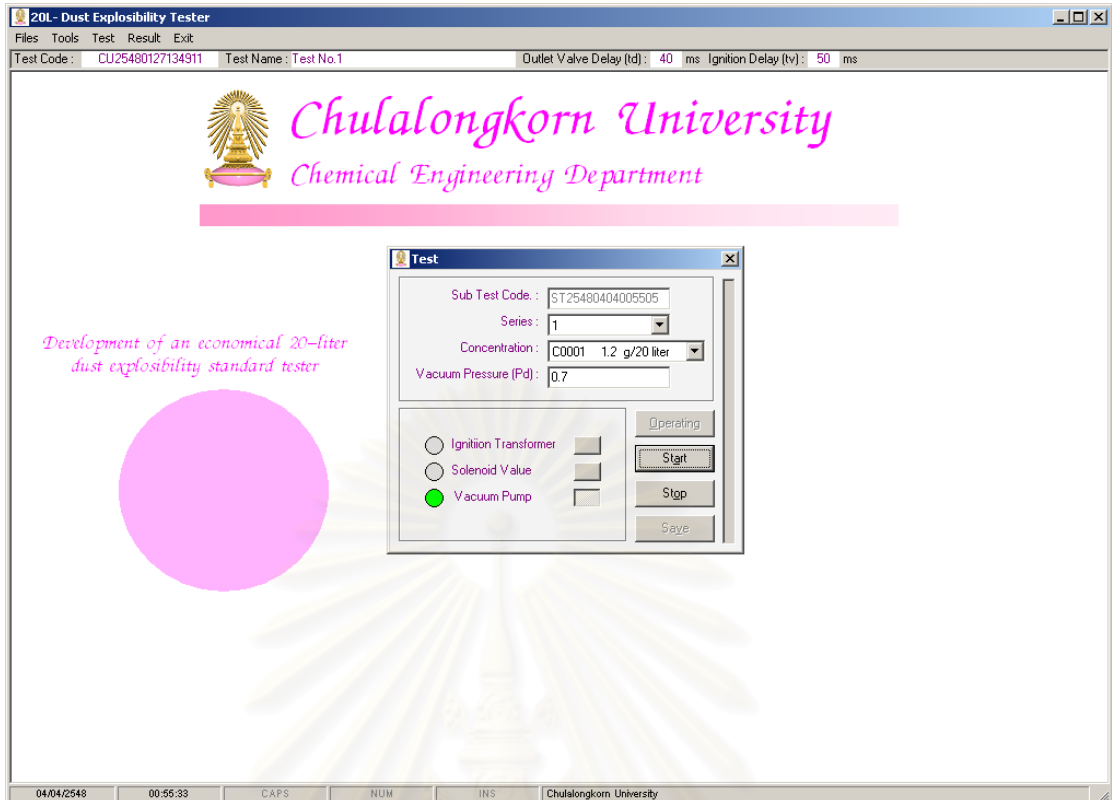 20L- Dust Explosibility Tester
Files Tools Test Result Exit
Test Code : CU25480127134911 Test Name : Test No.1 Outlet Valve Delay (td) : 40 ms Ignition Delay (tv) : 50 ms
Chulalongkorn University
Chemical Engineering Department
Development of an economical 20-liter
dust explosibility standard tester
Test
Sub Test Code. : ST25480404005505
Series : 1
Concentration : C0001 1.2 g/20 liter
Vacuum Pressure (Pd) : 0.7
Ignitiion Transformer
Solenoid Value
Vacuum Pump
Operating
Start
Stop
Save
04/04/2548 00:55:33 CAPS NUM INS Chulalongkorn University